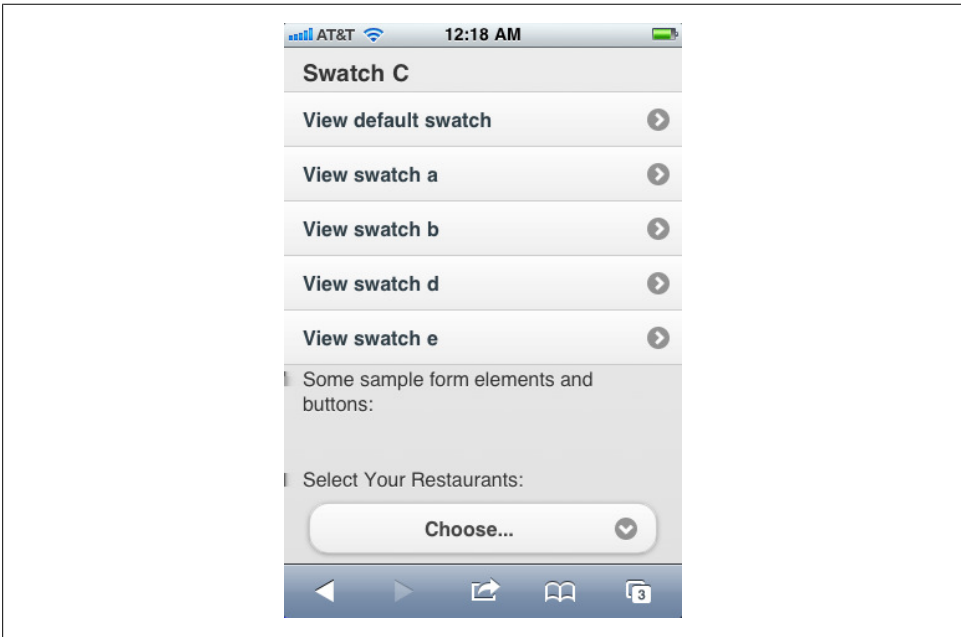 AT&T 12:18 AM
Swatch C
View default swatch
View swatch a
View swatch b
View swatch d
View swatch e
Some sample form elements and
buttons:
Select Your Restaurants:
Choose...
3